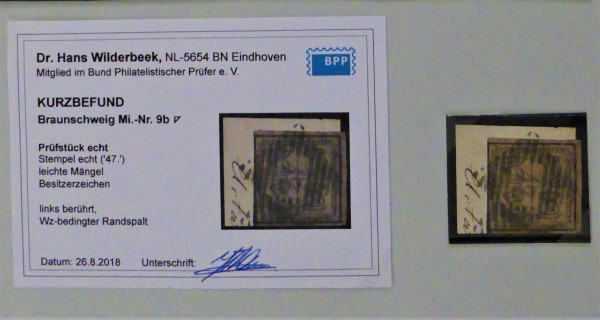 Dr. Hans Wilderbeek, NL-5654 BN Eindhoven
Mitglied im Bund Philatelistischer Prüfer e. V.
BPP
KURZBEFUND
Braunschweig Mi.-Nr. 9b
Prüfstück echt
Stempel echt ('47.')
leichte Mängel
Besitzerzeichen
links berührt,
Wz-bedingter Randspalt
Datum: 26.8.2018 Unterschrift: